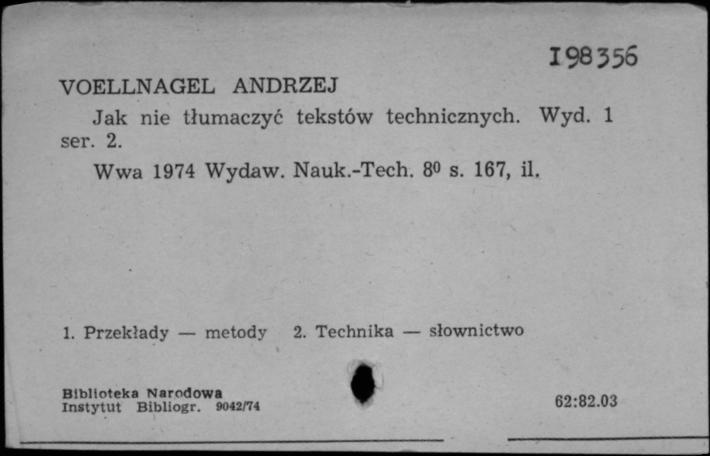 I98356
VOELLNAGEL ANDRZEJ
Jak nie tłumaczyć tekstów technicznych. Wyd. 1
ser. 2.
Wwa 1974 Wydaw. Nauk.-Tech. 8⁰ s. 167, il.
1. Przekłady — metody 2. Technika — słownictwo
Biblioteka Narodowa
Instytut Bibliogr. 9042/74
62:82.03